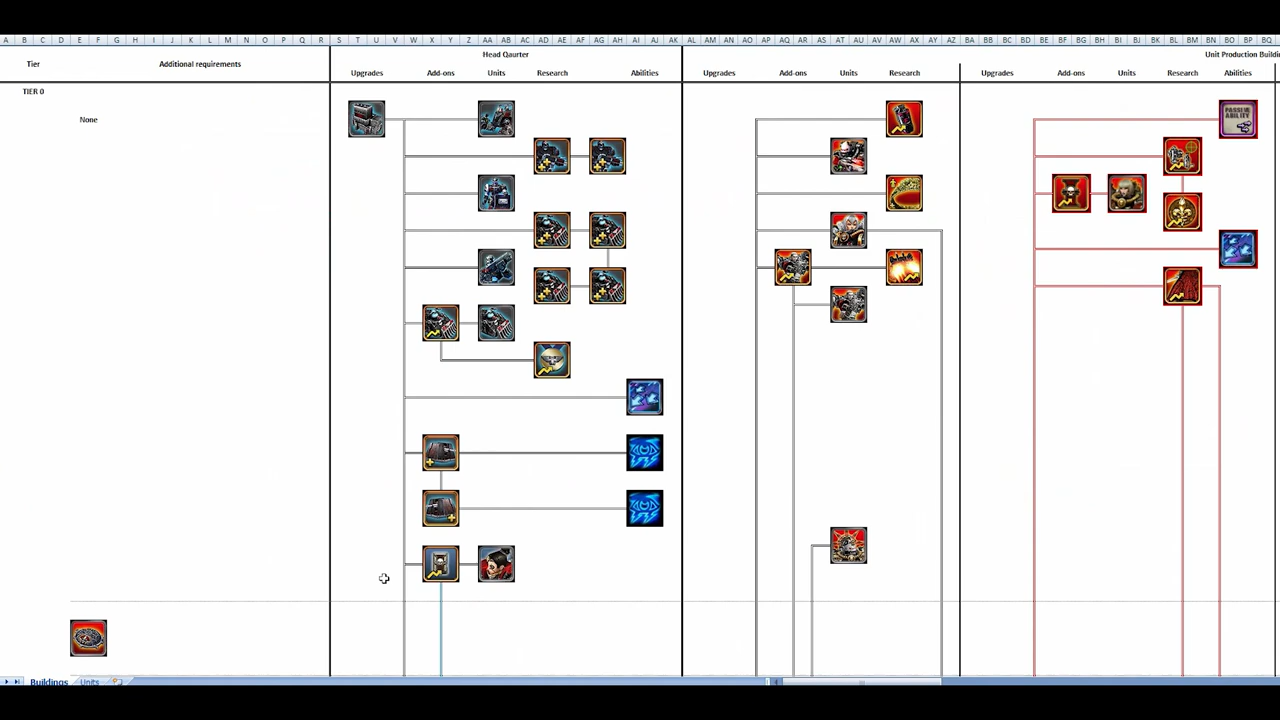 A B C D E F G H I J K L M N O P Q R S T U V W X Y Z AA AB AC AD AE AF AG AH AI AJ AK AL AM AN AO AP AQ AR AS AT AU AV AW AX AY AZ BA BB BC BD BE BF BG BH BI BJ BK BL BM BN BO BP BQ
Head Qaurter
Unit Production Buildin
Tier
Additional requirements
Upgrades Add-ons Units Research Abilities
Upgrades Add-ons Units Research
Upgrades Add-ons Units Research Abilities
TIER 0
None
PASSIVE
ABILITY
Buildings Units